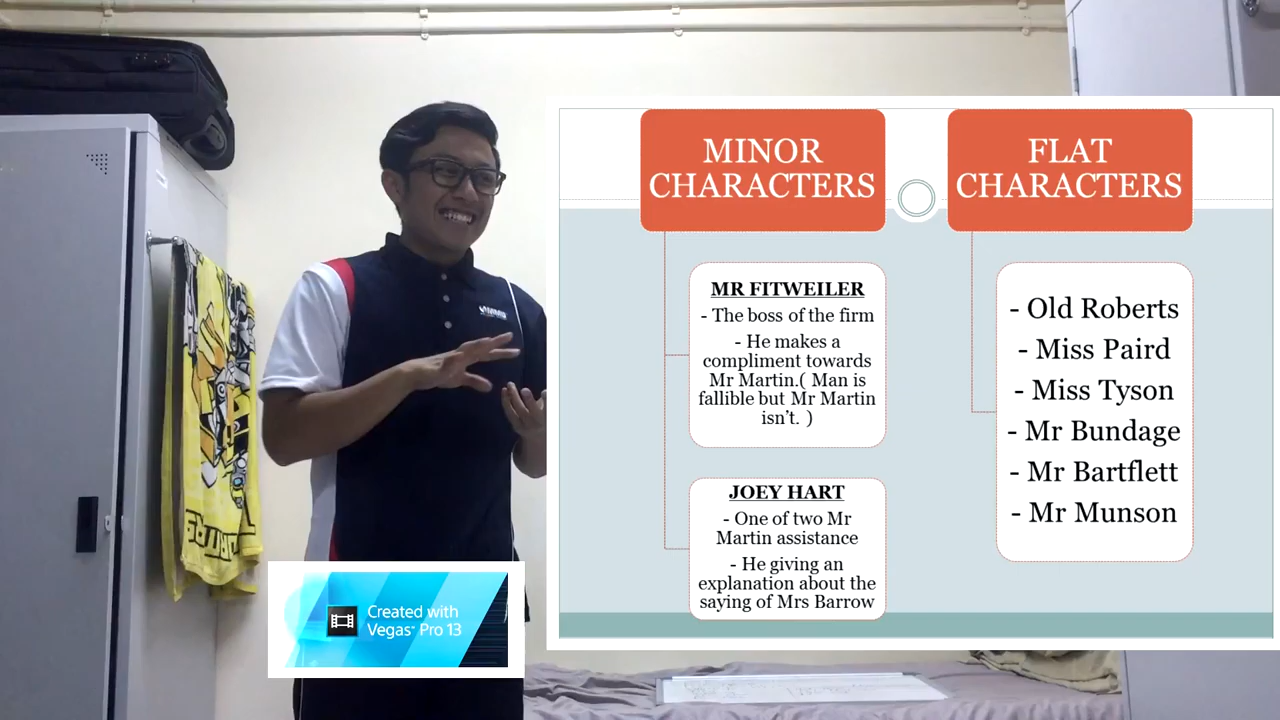 MINOR
CHARACTERS
MR FITWEILER
- The boss of the firm
- He makes a
compliment towards
Mr Martin.( Man is
fallible but Mr Martin
isn't. )
JOEY HART
- One of two Mr
Martin assistance
- He giving an
explanation about the
saying of Mrs Barrow
FLAT
CHARACTERS
- Old Roberts
- Miss Paird
- Miss Tyson
- Mr Bundage
- Mr Bartflett
- Mr Munson
Created with
Vegas™ Pro 13